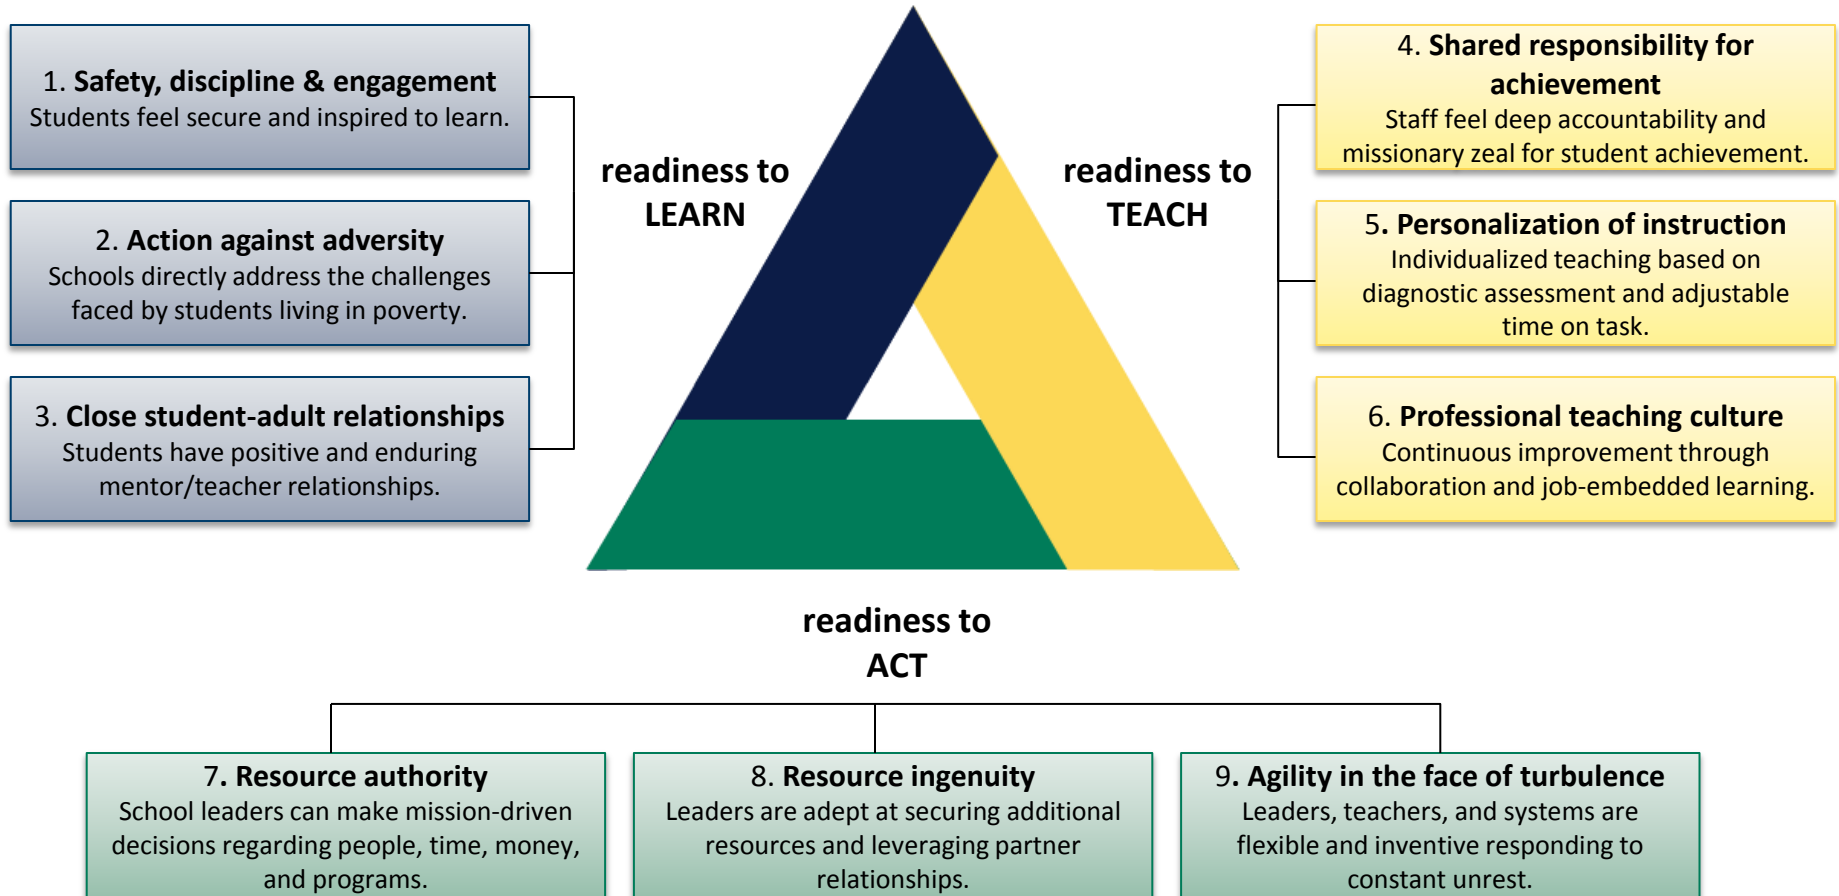 1. Safety, discipline & engagement
Students feel secure and inspired to learn.
2. Action against adversity
Schools directly address the challenges
faced by students living in poverty.
3. Close student-adult relationships
Students have positive and enduring
mentor/teacher relationships.
readiness to
LEARN
readiness to
TEACH
4. Shared responsibility for
achievement
Staff feel deep accountability and
missionary zeal for student achievement.
5. Personalization of instruction
Individualized teaching based on
diagnostic assessment and adjustable
time on task.
6. Professional teaching culture
Continuous improvement through
collaboration and job-embedded learning.
readiness to
ACT
7. Resource authority
School leaders can make mission-driven
decisions regarding people, time, money,
and programs.
8. Resource ingenuity
Leaders are adept at securing additional
resources and leveraging partner
relationships.
9. Agility in the face of turbulence
Leaders, teachers, and systems are
flexible and inventive responding to
constant unrest.